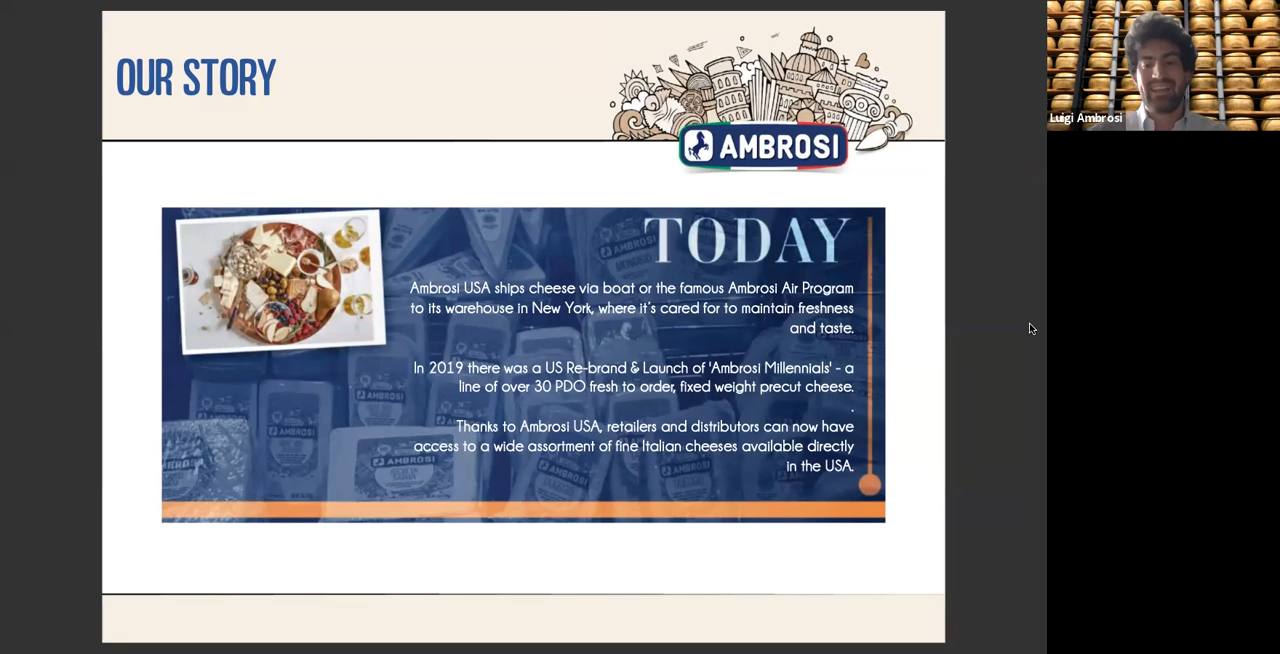 OUR STORY
AMBROSI
Luigi Ambrosi
TODAY
Ambrosi USA ships cheese via boat or the famous Ambrosi Air Program
to its warehouse in New York, where it's cared for to maintain freshness
and taste.
In 2019 there was a US Re-brand & Launch of 'Ambrosi Millennials' - a
line of over 30 PDO fresh to order, fixed weight precut cheese.
.
Thanks to Ambrosi USA, retailers and distributors can now have
access to a wide assortment of fine Italian cheeses available directly
in the USA.
AMBROSI
AMBROSI
AMBROSI
AMBROSI